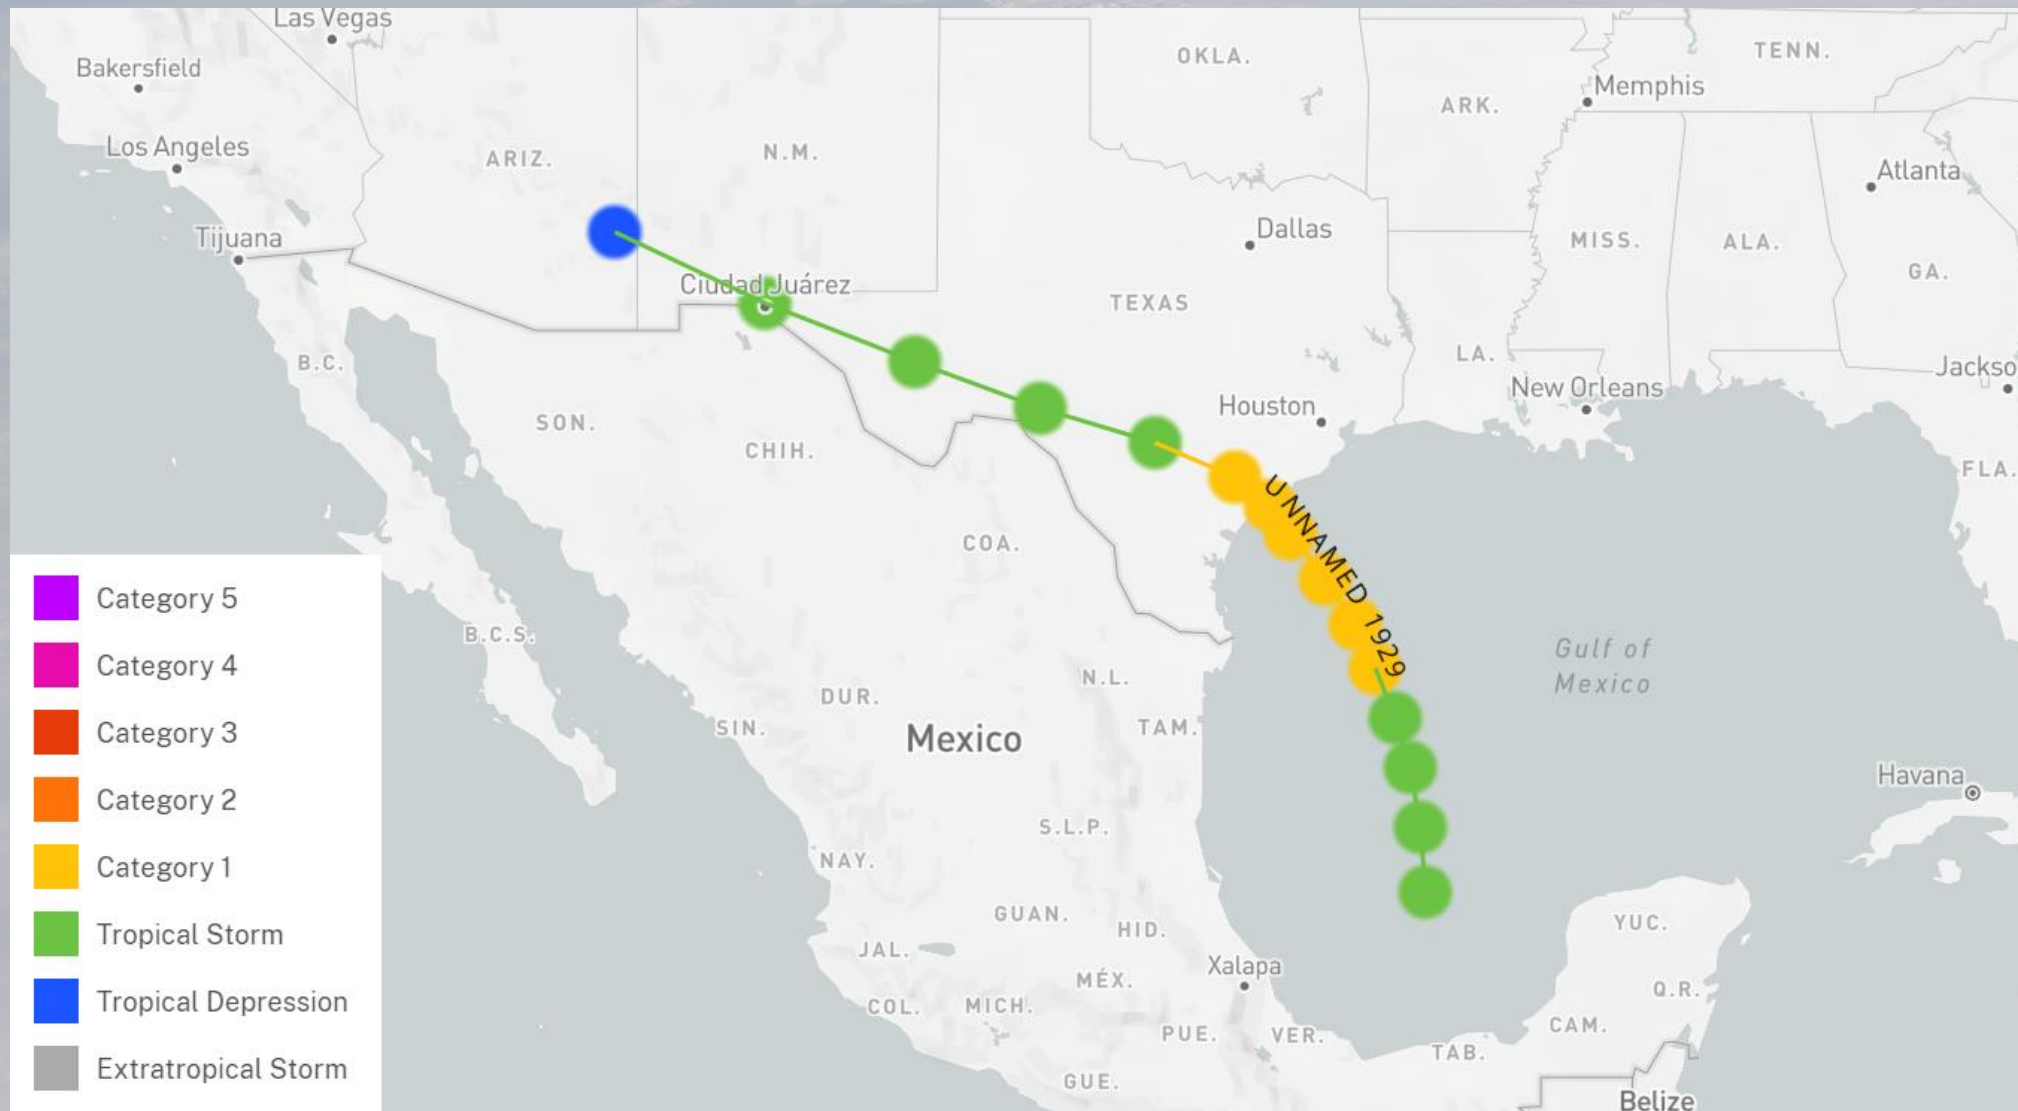 Las Vegas
Bakersfield
Los Angeles
Tijuana
ARIZ.
N.M.
OKLA.
ARK.
TENN.
Memphis
Atlanta
Dallas
MISS.
ALA.
GA.
Ciudad Juárez
TEXAS
B.C.
LA.
Jackso
New Orleans
Houston
SON.
CHIH.
FLA.
UNNAMED 1929
COA.
B.C.S.
Gulf of
Mexico
N.L.
DUR.
SIN.
Mexico
TAM.
Havana
S.L.P.
NAY.
GUAN.
HID.
YUC.
JAL.
Xalapa
MÉX.
Q.R.
COL.
MICH.
PUE.
VER.
CAM.
TAB.
GUE.
Belize
Category 5
Category 4
Category 3
Category 2
Category 1
Tropical Storm
Tropical Depression
Extratropical Storm